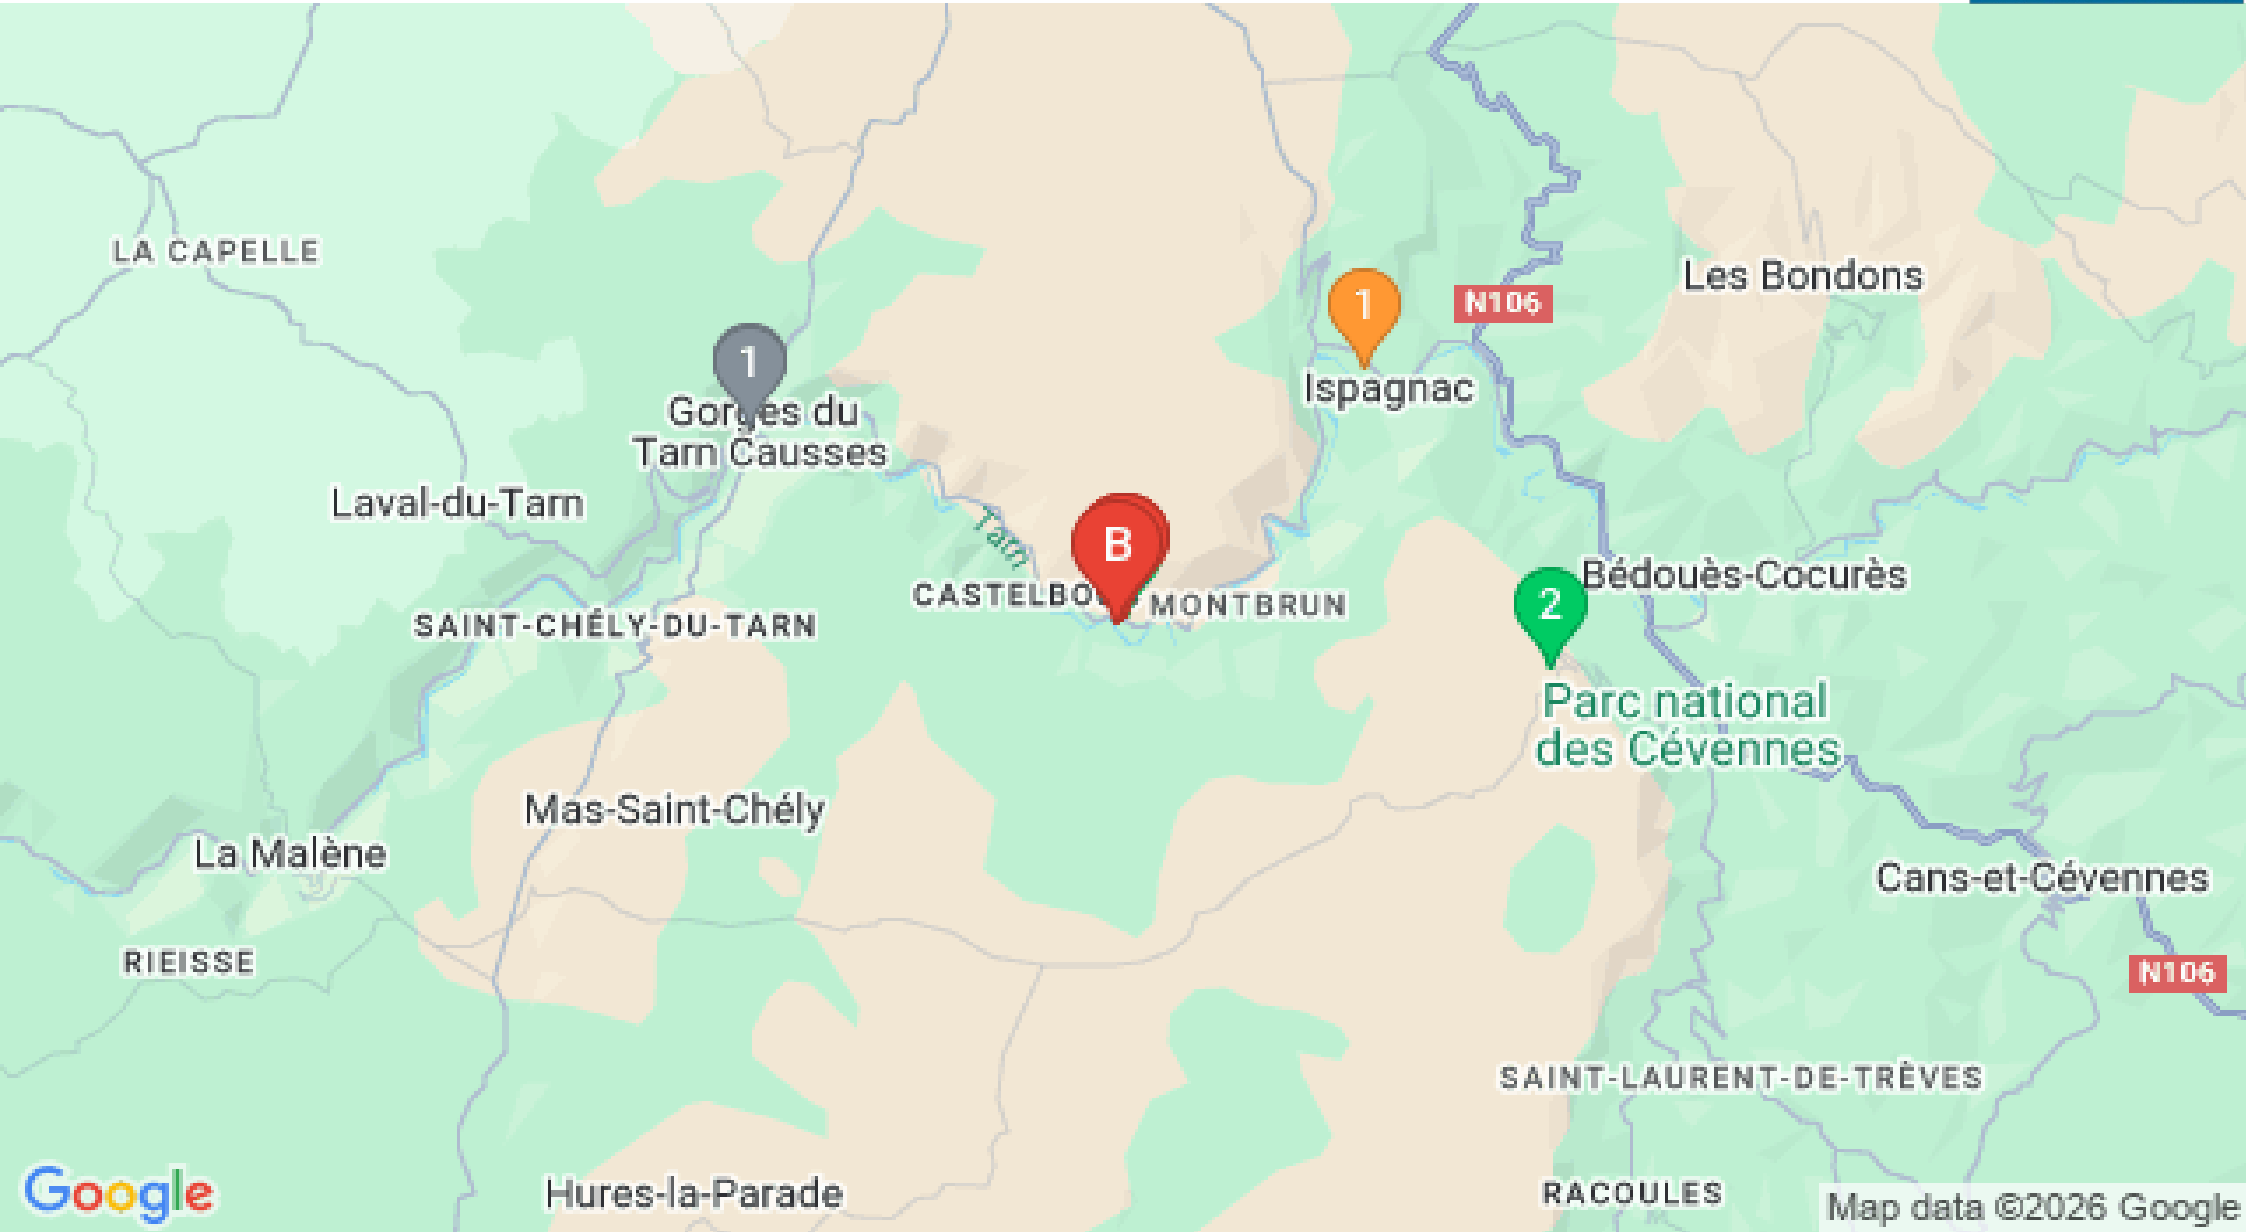 LA CAPELLE
1
N106
Les Bondons
1
Gorges du
Tarn Causses
Ispagnac
Laval-du-Tarn
Tarn
B
MONTBRUN
Bédouès-Cocurès
2
SAINT-CHÉLY-DU-TARN
Parc national
des Cévennes
Mas-Saint-Chély
La Malène
Cans-et-Cévennes
RIEISSE
N106
SAINT-LAURENT-DE-TRÈVES
Hures-la-Parade
RACOULES
Google
Map data ©2026 Google